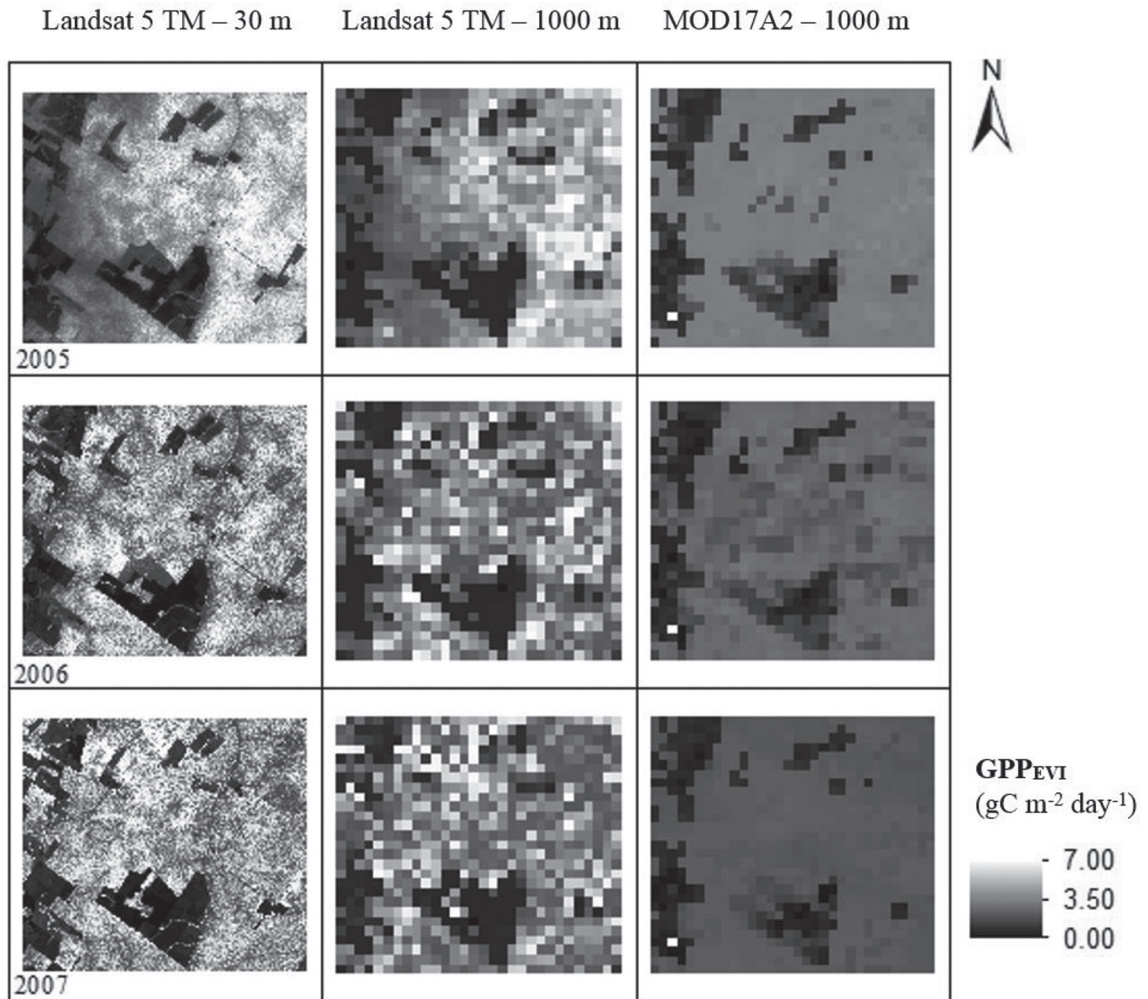 Landsat 5 TM – 30 m
Landsat 5 TM – 1000 m
MOD17A2 – 1000 m
N
2005
2006
2007
GPPEVI
(gC m-2 day-1)
7.00
3.50
0.00